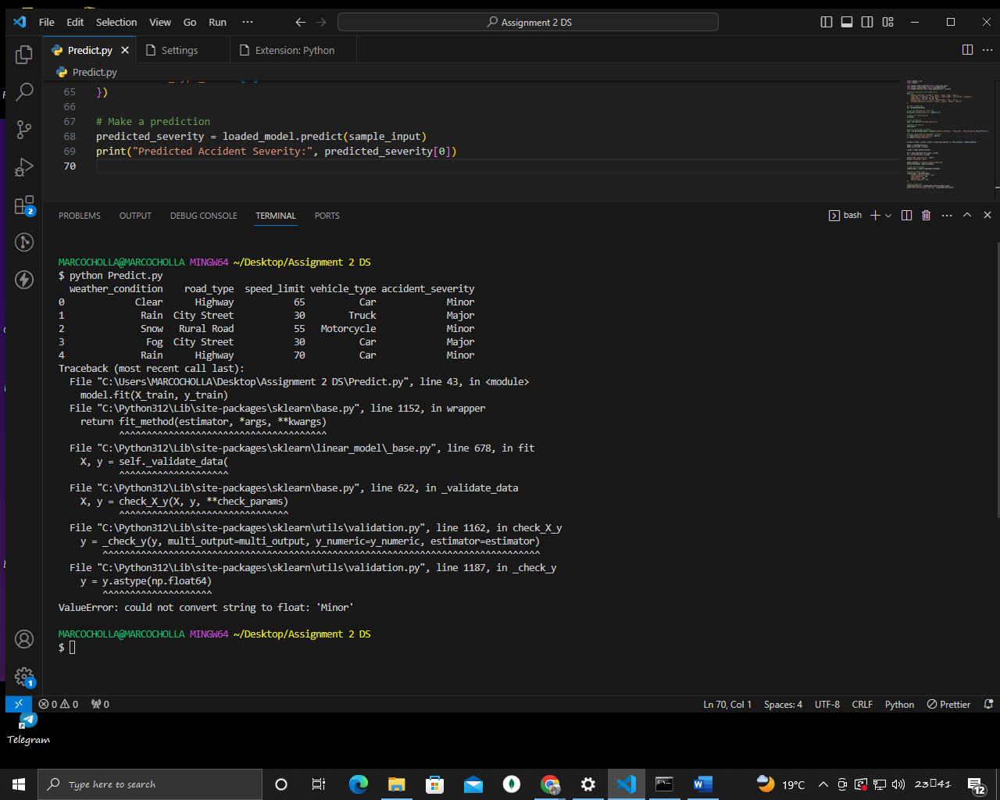 File Edit Selection View Go Run ···
Assignment 2 DS
Predict.py
Settings
Extension: Python
Predict.py
65 })
66
67 # Make a prediction
68 predicted_severity = loaded_model.predict(sample_input)
69 print("Predicted Accident Severity:", predicted_severity[0])
70
PROBLEMS OUTPUT DEBUG CONSOLE TERMINAL PORTS
bash
MARCOCHOLLA@MARCOCHOLLA MINGW64 ~/Desktop/Assignment 2 DS
$ python Predict.py
weather_condition road_type speed_limit vehicle_type accident_severity
0 Clear Highway 65 Car Minor
1 Rain City Street 30 Truck Major
2 Snow Rural Road 55 Motorcycle Minor
3 Fog City Street 30 Car Major
4 Rain Highway 70 Car Minor
Traceback (most recent call last):
File "C:\Users\MARCOCHOLLA\Desktop\Assignment 2 DS\Predict.py", line 43, in <module>
model.fit(X_train, y_train)
File "C:\Python312\Lib\site-packages\sklearn\base.py", line 1152, in wrapper
return fit_method(estimator, *args, **kwargs)
^^^^^^^^^^^^^^^^^^^^^^^^^^^^^^^^^^^^^^
File "C:\Python312\Lib\site-packages\sklearn\linear_model\_base.py", line 678, in fit
X, y = self._validate_data(
^^^^^^^^^^^^^^^^^^^^
File "C:\Python312\Lib\site-packages\sklearn\base.py", line 622, in _validate_data
X, y = check_X_y(X, y, **check_params)
^^^^^^^^^^^^^^^^^^^^^^^^^^^^^^^
File "C:\Python312\Lib\site-packages\sklearn\utils\validation.py", line 1162, in check_X_y
y = _check_y(y, multi_output=multi_output, y_numeric=y_numeric, estimator=estimator)
^^^^^^^^^^^^^^^^^^^^^^^^^^^^^^^^^^^^^^^^^^^^^^^^^^^^^^^^^^^^^^^^^^^^^^^^^^^^^^^^
File "C:\Python312\Lib\site-packages\sklearn\utils\validation.py", line 1187, in _check_y
y = y.astype(np.float64)
^^^^^^^^^^^^^^^^^^^^
ValueError: could not convert string to float: 'Minor'
MARCOCHOLLA@MARCOCHOLLA MINGW64 ~/Desktop/Assignment 2 DS
$
2
1
0 0 0
Ln 70, Col 1 Spaces: 4 UTF-8 CRLF Python Prettier
Telegram
Type here to search
19°C
23▯41
12